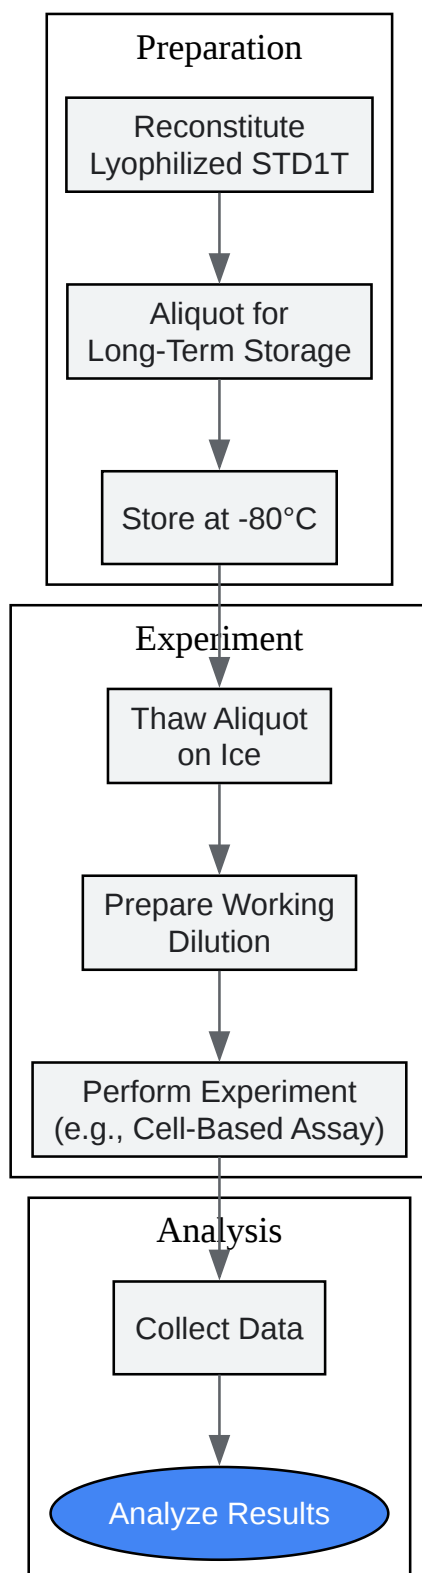 Preparation
Reconstitute
Lyophilized STD1T
Aliquot for
Long-Term Storage
Store at -80°C
Experiment
Thaw Aliquot
on Ice
Prepare Working
Dilution
Perform Experiment
(e.g., Cell-Based Assay)
Analysis
Collect Data
Analyze Results